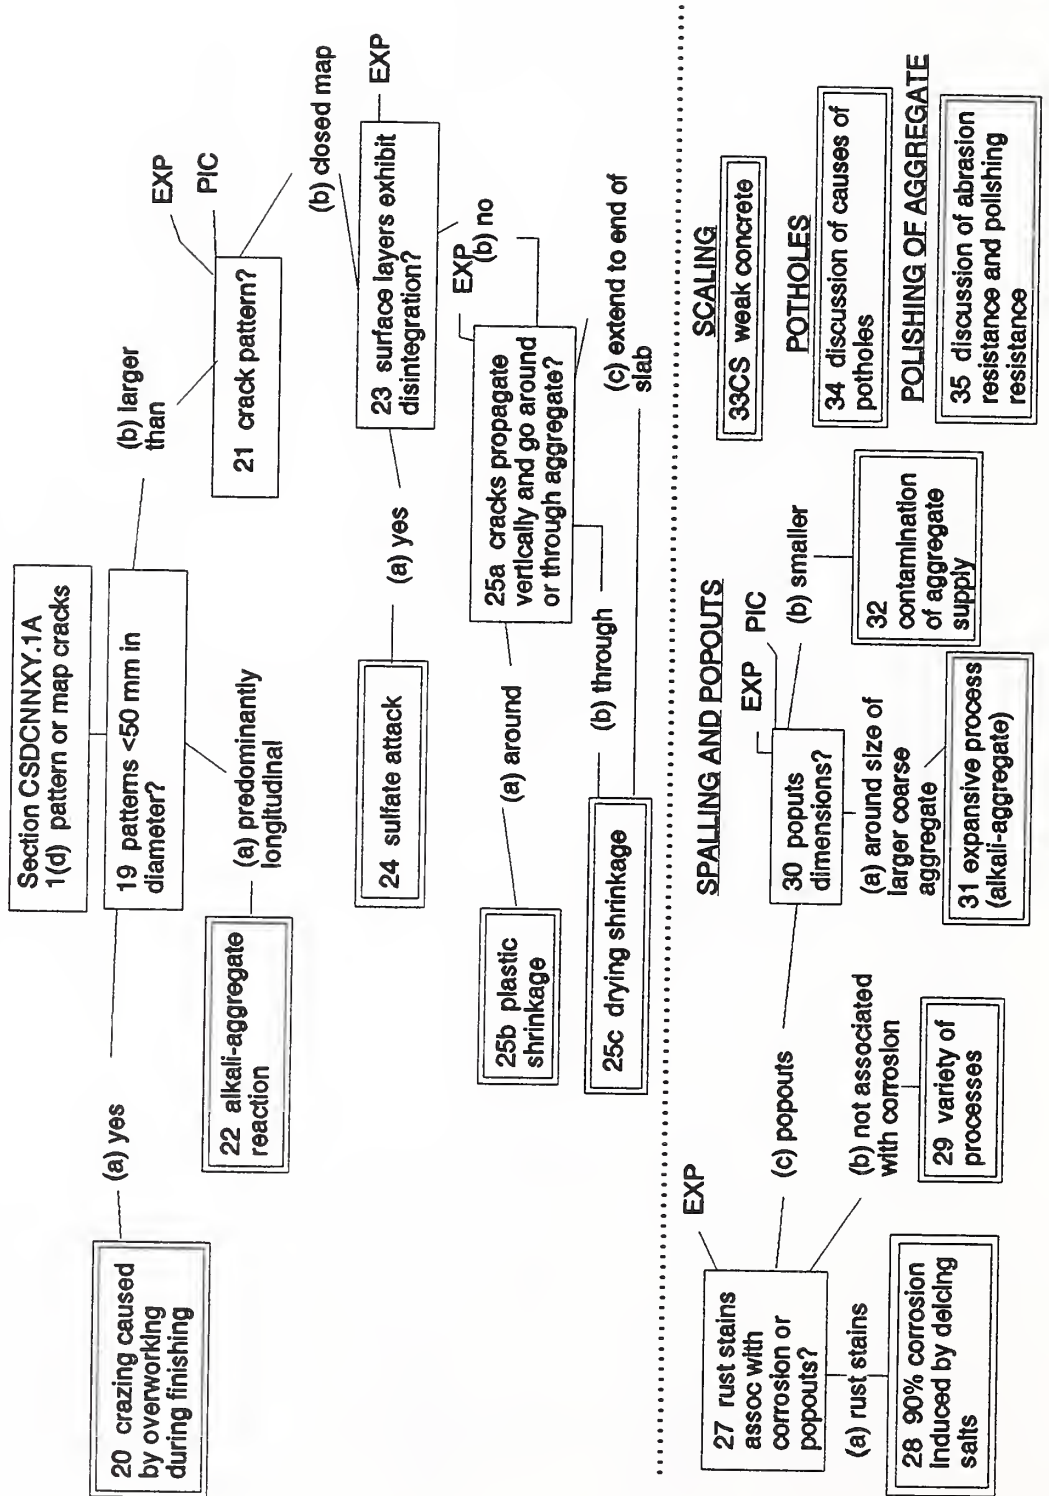 Section CSDCNNXY.1A
1(d) pattern or map cracks
19 patterns <50 mm in
diameter?
(a) yes
(b) larger
than
20 crazing caused
by overworking
during finishing
EXP
PIC
21 crack pattern?
(a) predominantly
longitudinal
22 alkali-aggregate
reaction
(b) closed map
23 surface layers exhibit
disintegration?
EXP
(a) yes
24 sulfate attack
(b) no
EXP
25a cracks propagate
vertically and go around
or through aggregate?
(a) around
25b plastic
shrinkage
(b) through
(c) extend to end of
slab
25c drying shrinkage
SPALLING AND POPOUTS
EXP
27 rust stains
assoc with
corrosion or
popouts?
(a) rust stains
28 90% corrosion
induced by deicing
salts
(b) not associated
with corrosion
29 variety of
processes
(c) popouts
EXP
PIC
30 poputs
dimensions?
(a) around size of
larger coarse
aggregate
31 expansive process
(alkali-aggregate)
(b) smaller
32
contamination
of aggregate
supply
SCALING
33CS weak concrete
POTHOLES
34 discussion of causes of
potholes
POLISHING OF AGGREGATE
35 discussion of abrasion
resistance and polishing
resistance